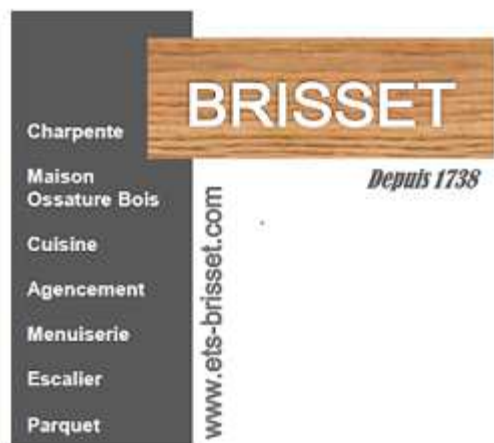 BRISSET
Depuis 1738
Charpente
Maison
Ossature Bois
Cuisine
Agencement
Menuiserie
Escalier
Parquet
www.ets-brisset.com